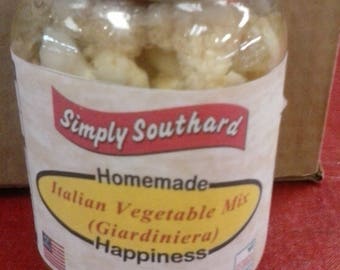 Simply Southard
Homemade
Italian Vegetable Mix
(Giardiniera)
Happiness